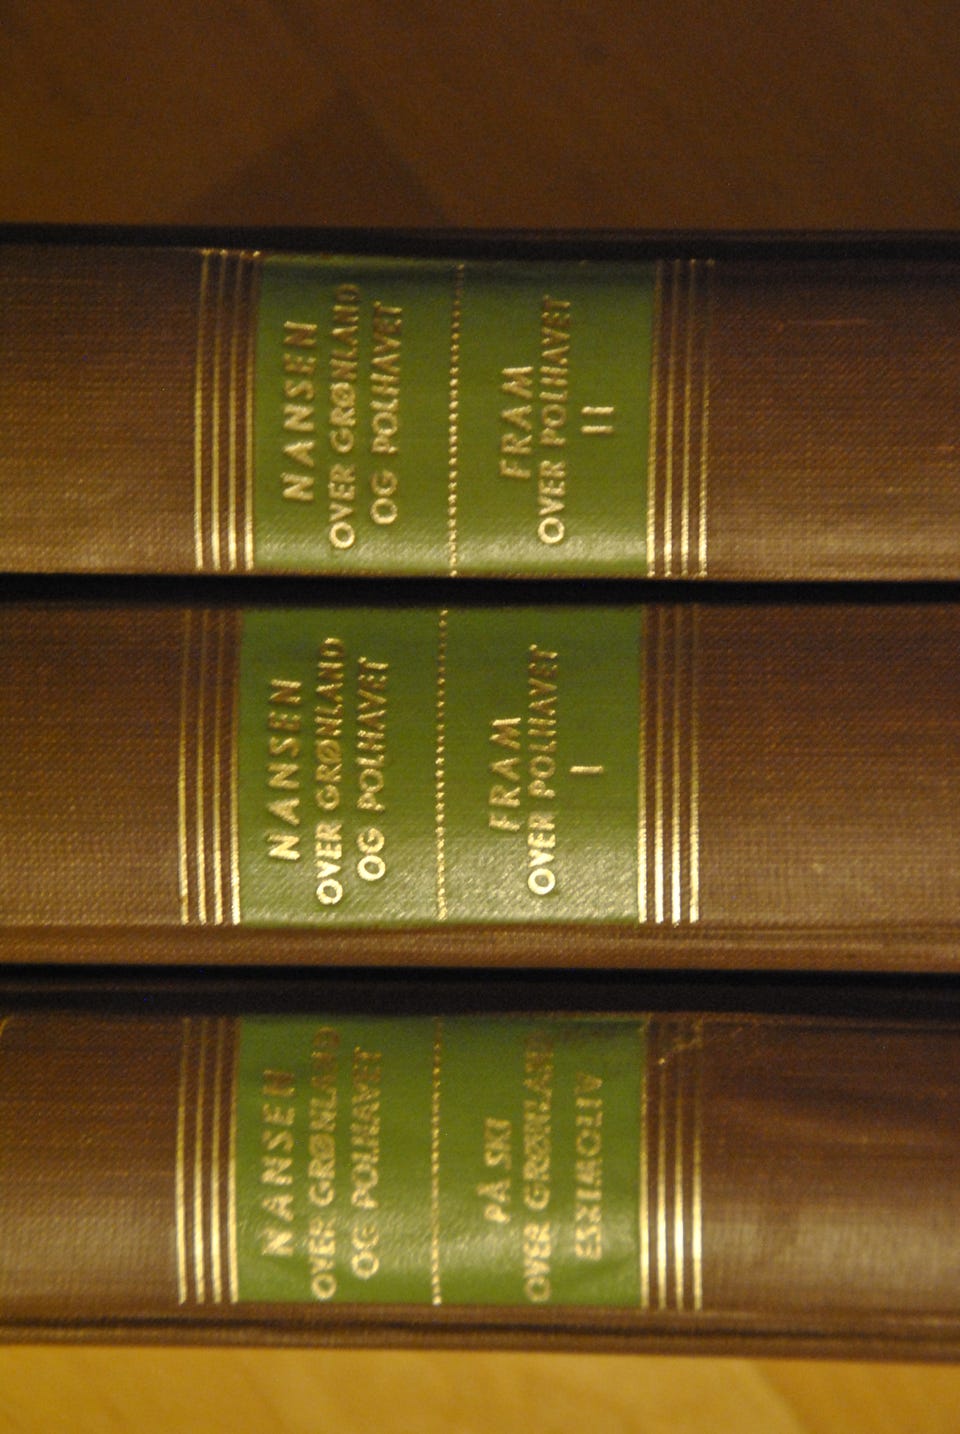 NANSEN
OVER GRØNLAND
OG POLHAVET
FRAM
OVER POLHAVET
II
NANSEN
OVER GRØNLAND
OG POLHAVET
FRAM
OVER POLHAVET
I
NANSEN
OVER GRØNLAND
OG POLHAVET
PÅ SKI
OVER GRØNLAND
ESKIMOLIV